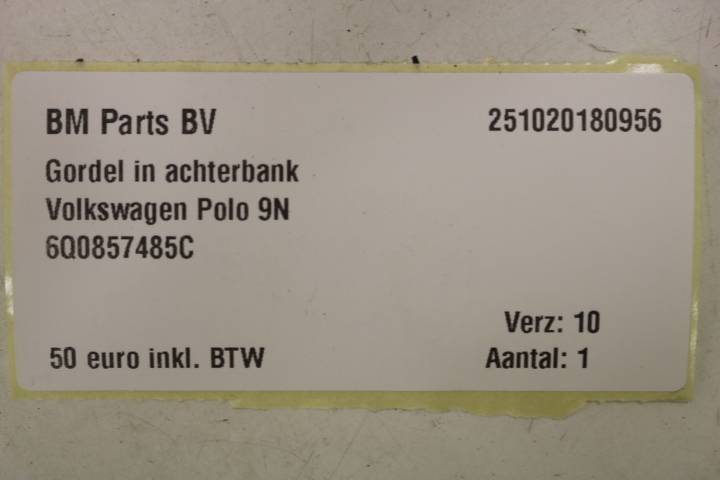 BM Parts BV 251020180956
Gordel in achterbank
Volkswagen Polo 9N
6Q0857485C
Verz: 10
50 euro inkl. BTW Aantal: 1